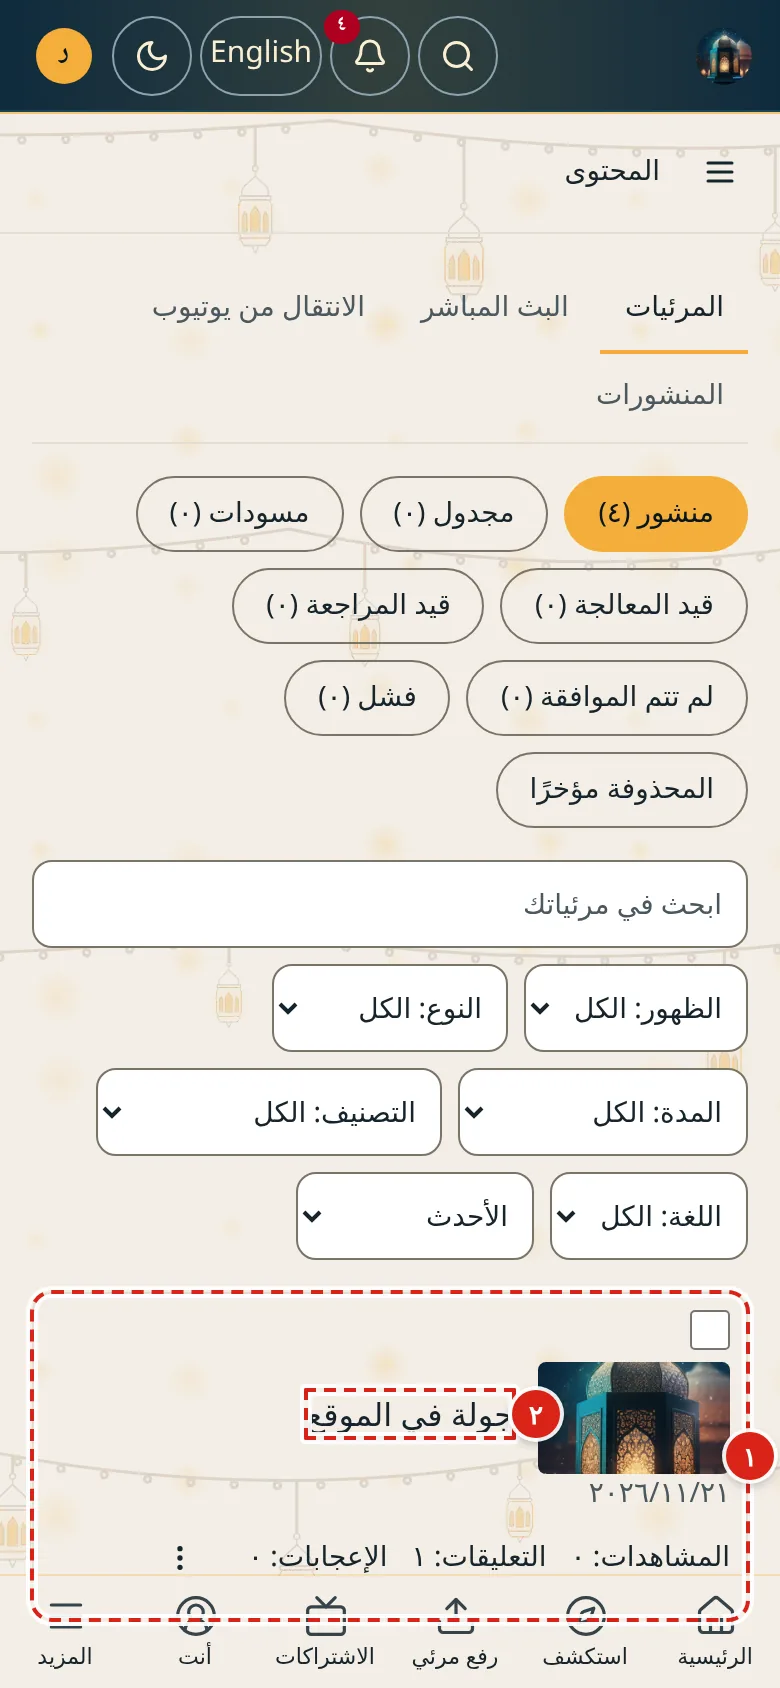 ر
English
٤
المحتوى
المرئيات
البث المباشر
الانتقال من يوتيوب
المنشورات
منشور (٤)
مجدول (٠)
مسودات (٠)
قيد المعالجة (٠)
قيد المراجعة (٠)
لم تتم الموافقة (٠)
فشل (٠)
المحذوفة مؤخرًا
ابحث في مرئياتك
الظهور: الكل
النوع: الكل
المدة: الكل
التصنيف: الكل
اللغة: الكل
الأحدث
جولة في الموقع
٢
١
٢٠٢٦/١١/٢١
المشاهدات: ٠
التعليقات: ١
الإعجابات: ٠
الرئيسية
استكشف
رفع مرئي
الاشتراكات
أنت
المزيد